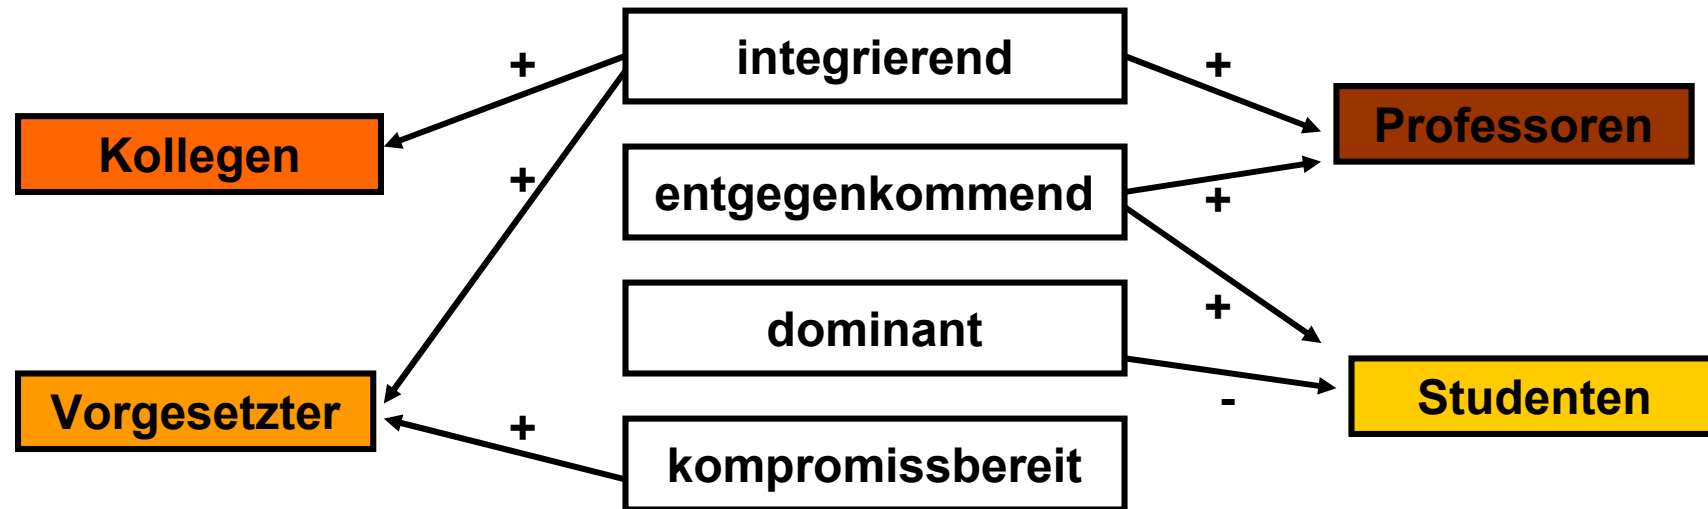 integrierend
+
+
Kollegen
Professoren
+
entgegenkommend
+
dominant
+
Vorgesetzter
Studenten
-
+
kompromissbereit